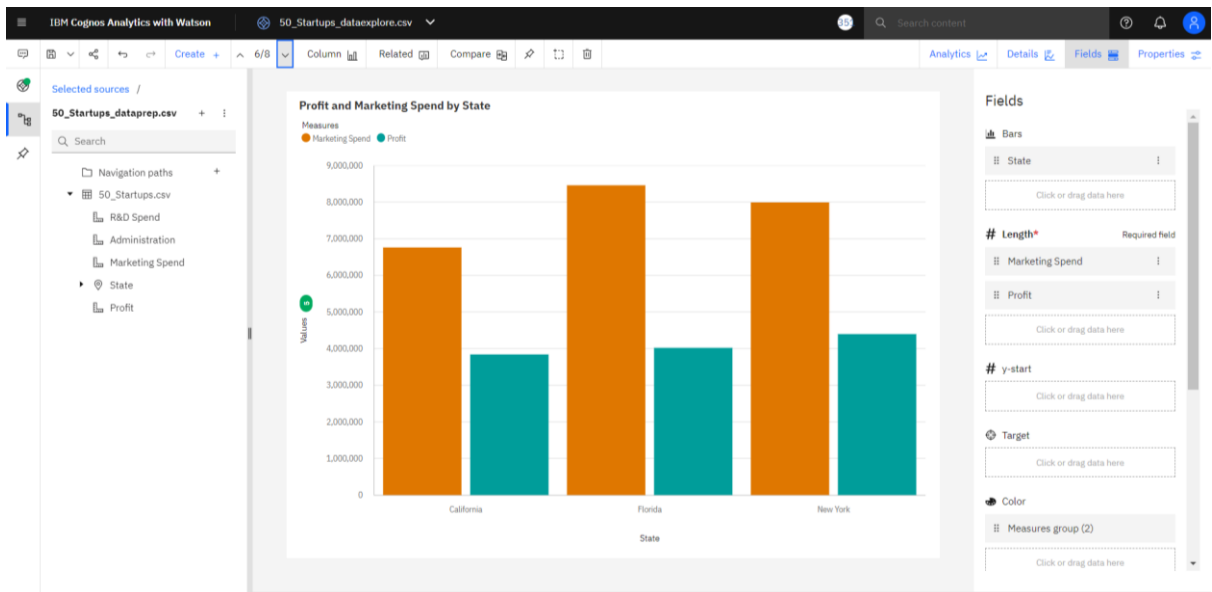 IBM Cognos Analytics with Watson
50_Startups_dataexplore.csv
Search content
Create +
6/8
Column
Related
Compare
Analytics
Details
Fields
Properties
Selected sources /
50_Startups_dataprep.csv
Search
Navigation paths
50_Startups.csv
R&D Spend
Administration
Marketing Spend
State
Profit
Profit and Marketing Spend by State
Measures
Marketing Spend
Profit
9,000,000
8,000,000
7,000,000
6,000,000
5,000,000
4,000,000
3,000,000
2,000,000
1,000,000
0
Values
5
California
Florida
New York
State
Fields
Bars
State
Click or drag data here
# Length* Required field
Marketing Spend
Profit
Click or drag data here
# y-start
Click or drag data here
Target
Click or drag data here
Color
Measures group (2)
Click or drag data here